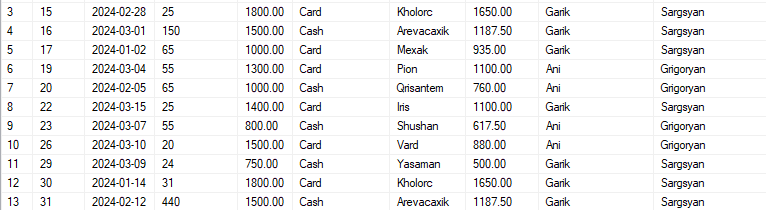 3 15 2024-02-28 25 1800.00 Card Kholorc 1650.00 Garik Sargsyan
4 16 2024-03-01 150 1500.00 Cash Arevacaxik 1187.50 Garik Sargsyan
5 17 2024-01-02 65 1000.00 Card Mexak 935.00 Garik Sargsyan
6 19 2024-03-04 55 1300.00 Card Pion 1100.00 Ani Grigoryan
7 20 2024-02-05 65 1000.00 Cash Qrisantem 760.00 Ani Grigoryan
8 22 2024-03-15 25 1400.00 Card Iris 1100.00 Garik Sargsyan
9 23 2024-03-07 55 800.00 Cash Shushan 617.50 Ani Grigoryan
10 26 2024-03-10 20 1500.00 Card Vard 880.00 Ani Grigoryan
11 29 2024-03-09 24 750.00 Cash Yasaman 500.00 Garik Sargsyan
12 30 2024-01-14 31 1800.00 Card Kholorc 1650.00 Garik Sargsyan
13 31 2024-02-12 440 1500.00 Cash Arevacaxik 1187.50 Garik Sargsyan